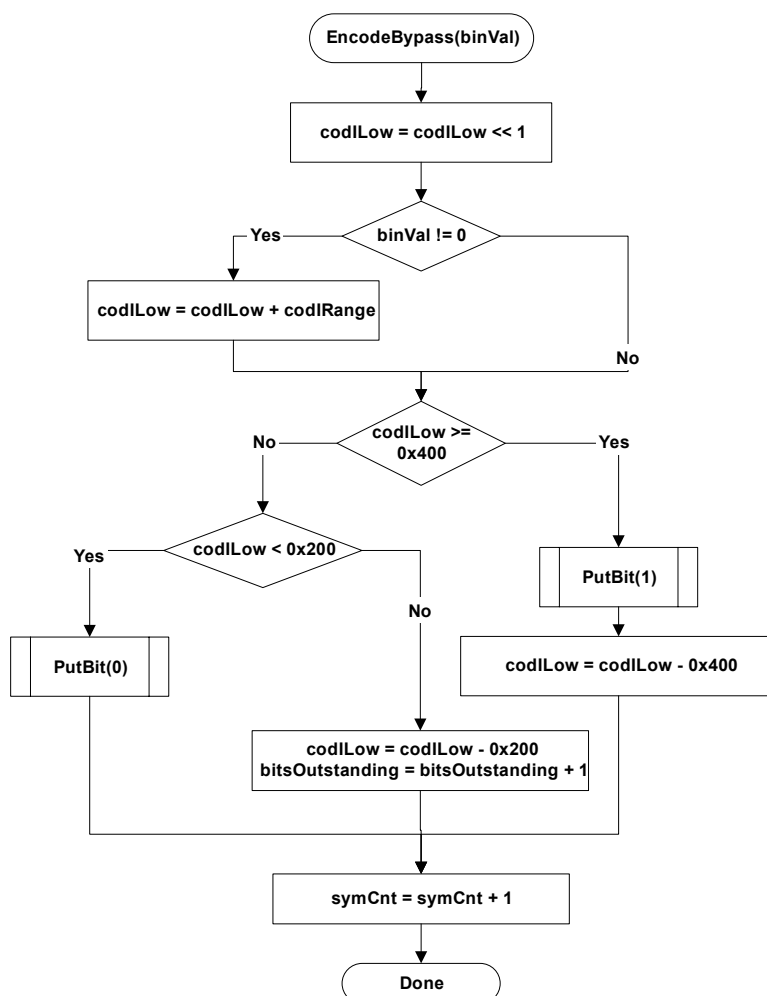 EncodeBypass(binVal)
codILow = codILow << 1
binVal != 0
Yes
codILow = codILow + codIRange
No
codILow >=
0x400
No
Yes
codILow < 0x200
Yes
No
PutBit(1)
PutBit(0)
codILow = codILow - 0x400
codILow = codILow - 0x200
bitsOutstanding = bitsOutstanding + 1
symCnt = symCnt + 1
Done